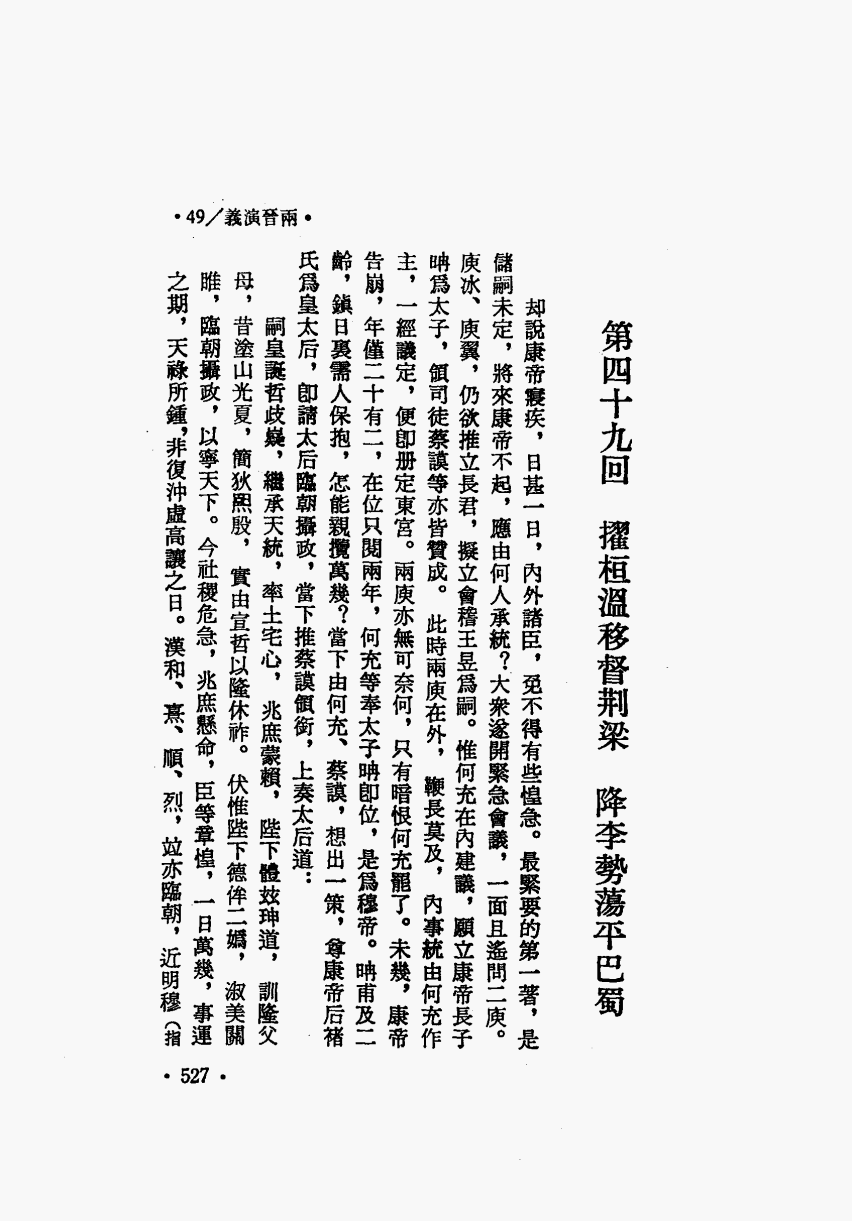 •兩晉演義／49•
第四十九回　擢桓溫移督荆梁　降李勢蕩平巴蜀
却說康帝寢疾，日甚一日，內外諸臣，免不得有些惶急。最緊要的第一著，是
儲嗣未定，將來康帝不起，應由何人承統？大衆遂開緊急會議，一面且遙問二庾。
庾冰、庾翼，仍欲推立長君，擬立會稽王昱爲嗣。惟何充在內建議，願立康帝長子
聃爲太子，領司徒蔡謨等亦皆贊成。此時兩庾在外，鞭長莫及，內事統由何充作
主，一經議定，便卽册定東宮。兩庾亦無可奈何，只有暗恨何充罷了。未幾，康帝
告崩，年僅二十有二，在位只閱兩年，何充等奉太子聃卽位，是爲穆帝。聃甫及二
齡，鎮日裏需人保抱，怎能親攬萬幾？當下由何充、蔡謨，想出一策，尊康帝后褚
氏爲皇太后，卽請太后臨朝攝政，當下推蔡謨領銜，上奏太后道：
嗣皇誕哲歧嶷，繼承天統，率土宅心，兆庶蒙賴，陛下體玆坤道，訓隆父
母，昔塗山光夏，簡狄熙殷，實由宣哲以隆休祚。伏惟陛下德侔二嬀，淑美關
雎，臨朝攝政，以寧天下。今社稷危急，兆庶懸命，臣等章惶，一日萬幾，事運
之期，天祿所鍾，非復沖虛高讓之日。漢和、熹、順、烈，竝亦臨朝，近明穆（指
•527•